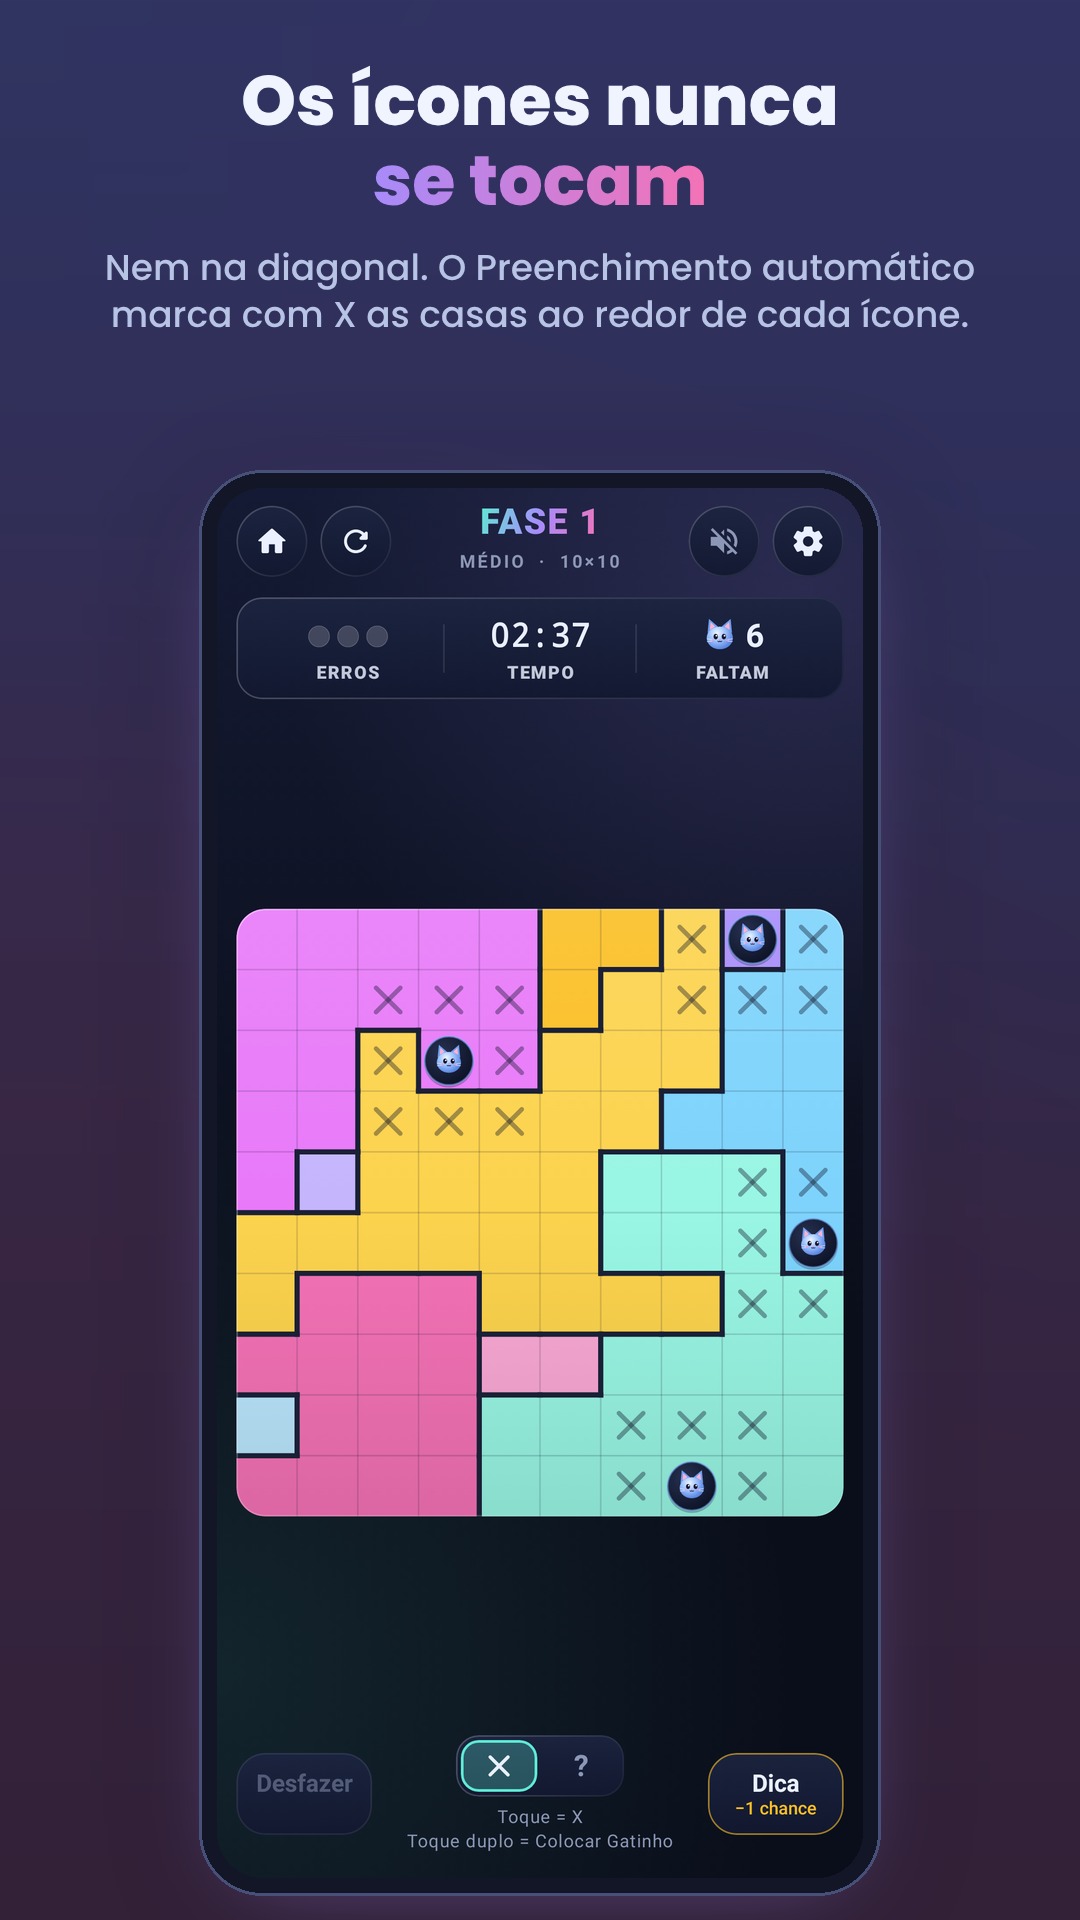 Os ícones nunca
se tocam
Nem na diagonal. O Preenchimento automático
marca com X as casas ao redor de cada ícone.
FASE 1
MÉDIO · 10×10
02:37
6
ERROS
TEMPO
FALTAM
Desfazer
?
Toque = X
Toque duplo = Colocar Gatinho
Dica
−1 chance